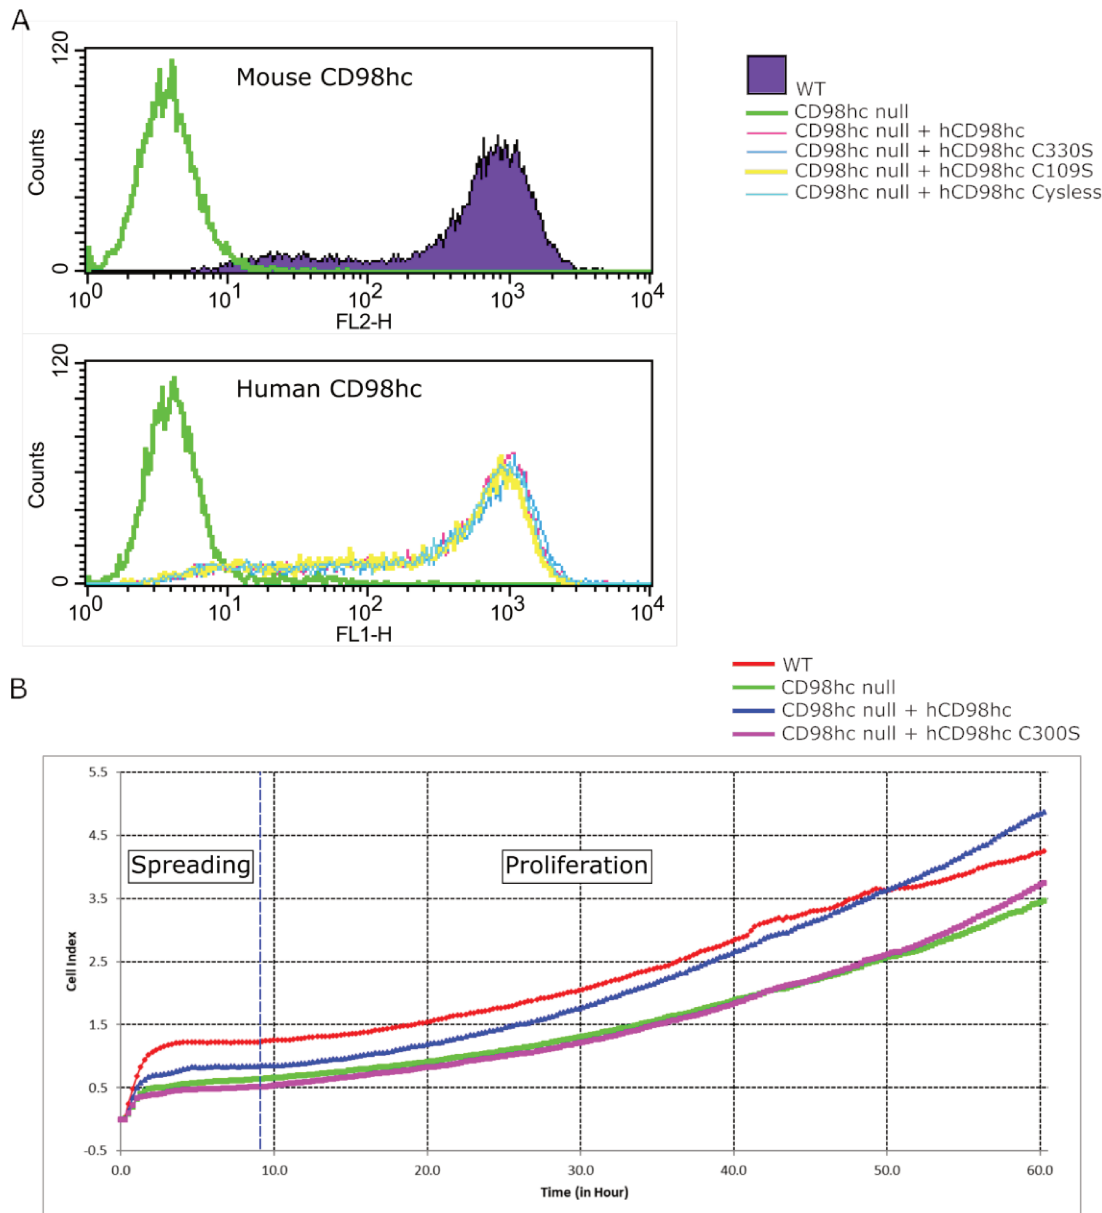 A
120
Mouse CD98hc
Counts
0
10^0 10^1 10^2 10^3 10^4
FL2-H
WT
CD98hc null
CD98hc null + hCD98hc
CD98hc null + hCD98hc C330S
CD98hc null + hCD98hc C109S
CD98hc null + hCD98hc Cysless
120
Human CD98hc
Counts
0
10^0 10^1 10^2 10^3 10^4
FL1-H
B
WT
CD98hc null
CD98hc null + hCD98hc
CD98hc null + hCD98hc C300S
5.5
4.5
Spreading
Proliferation
3.5
Cell Index
2.5
1.5
0.5
-0.5
0.0 10.0 20.0 30.0 40.0 50.0 60.0
Time (in Hour)